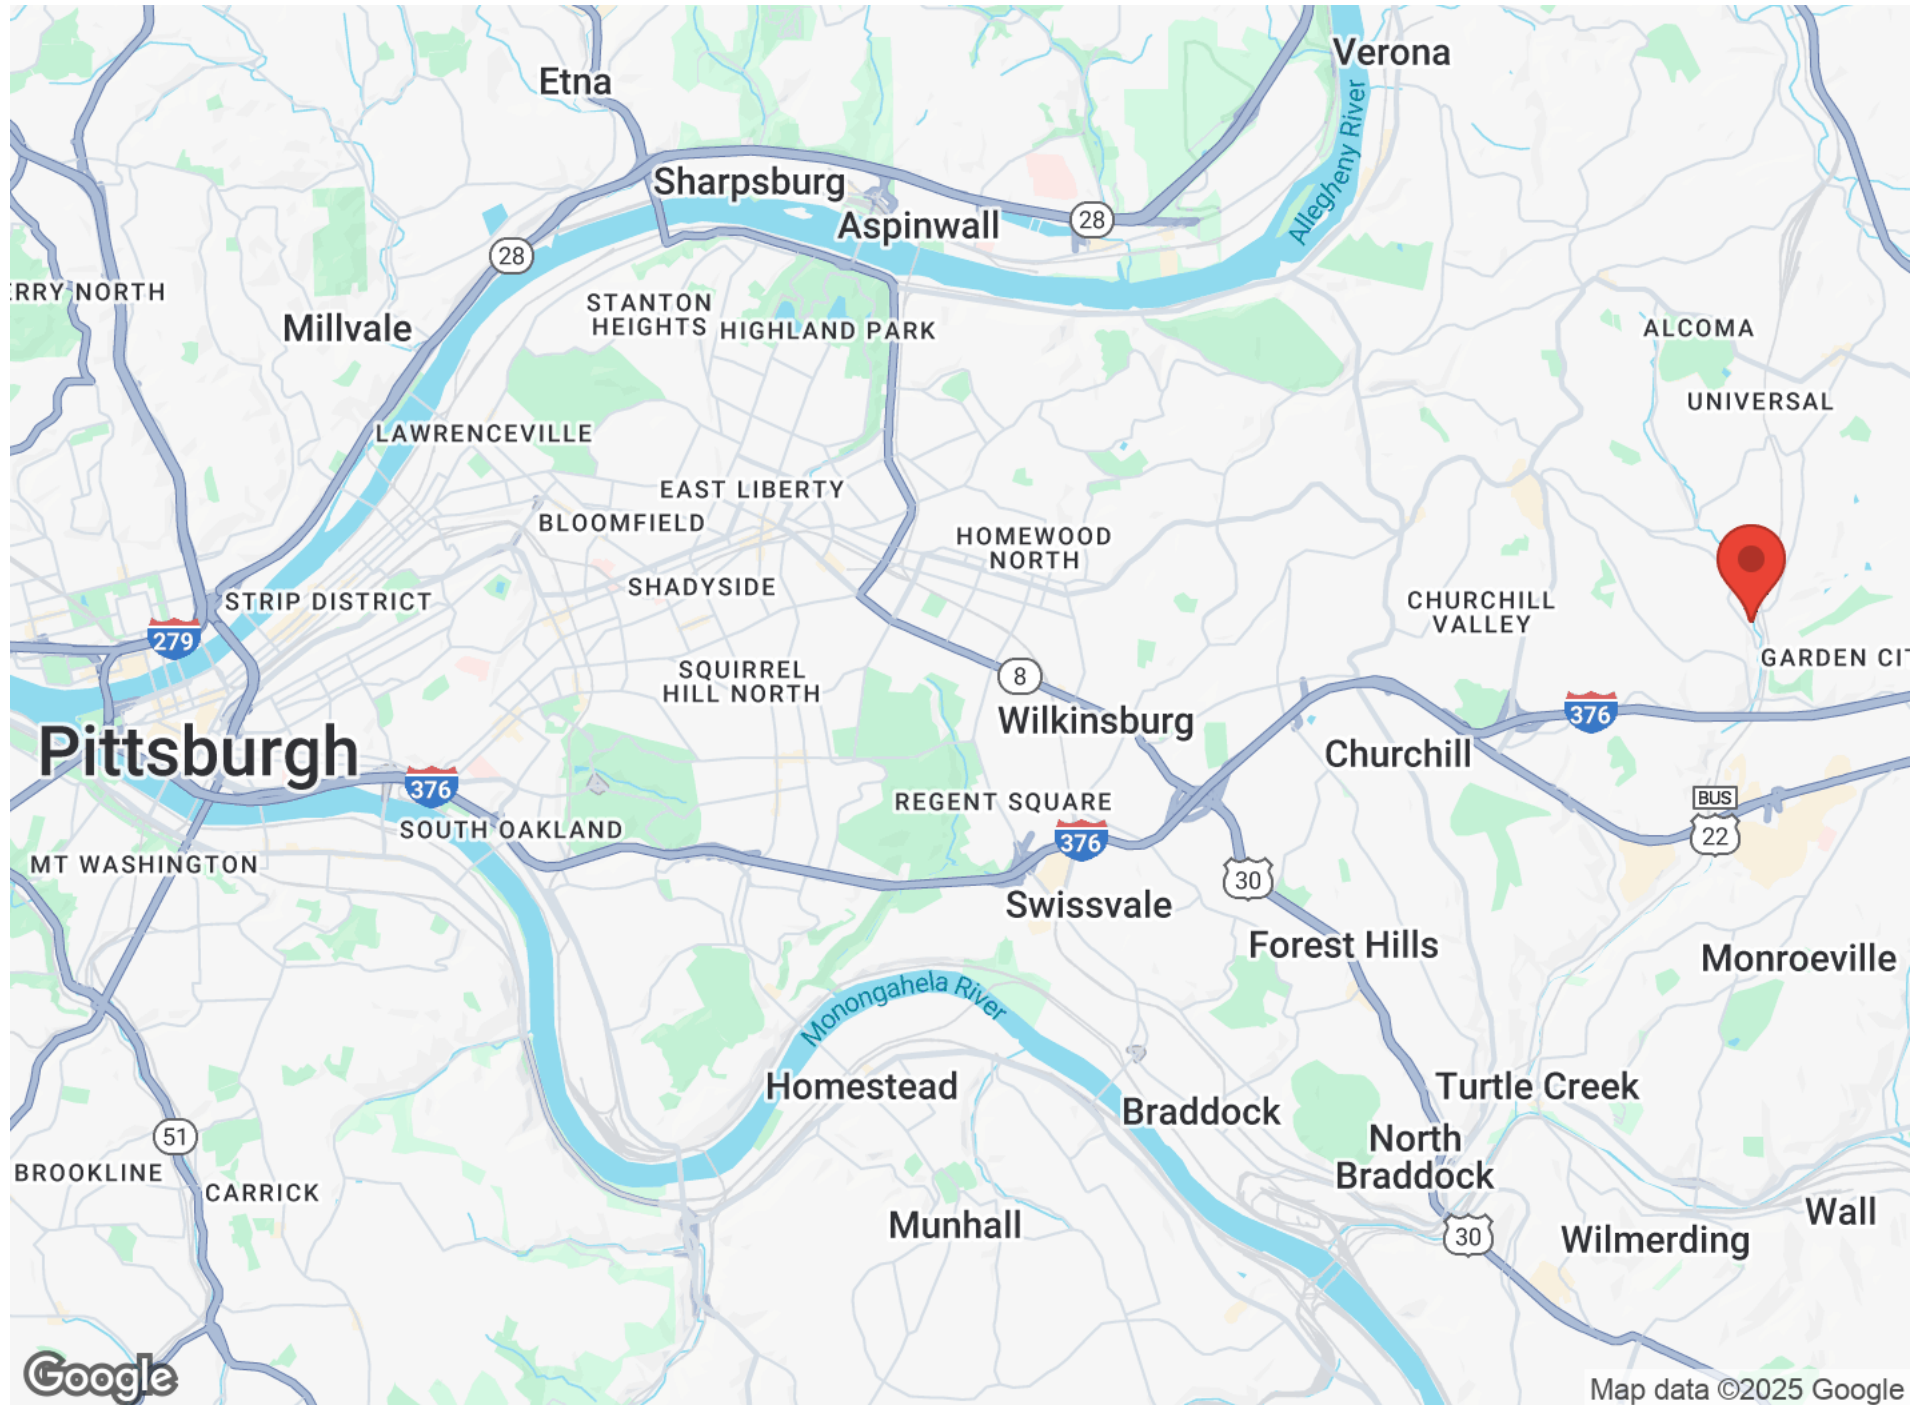 Verona
Etna
Allegheny River
Sharpsburg
Aspinwall
28
28
ERRY NORTH
STANTON
HEIGHTS
HIGHLAND PARK
Millvale
ALCOMA
UNIVERSAL
LAWRENCEVILLE
EAST LIBERTY
BLOOMFIELD
HOMEWOOD
NORTH
SHADYSIDE
STRIP DISTRICT
CHURCHILL
VALLEY
279
GARDEN CIT
SQUIRREL
HILL NORTH
8
376
Wilkinsburg
Pittsburgh
Churchill
376
REGENT SQUARE
BUS
22
SOUTH OAKLAND
376
MT WASHINGTON
30
Swissvale
Forest Hills
Monroeville
Monongahela River
Homestead
Turtle Creek
Braddock
51
North
Braddock
BROOKLINE
CARRICK
Munhall
Wall
30
Wilmerding
Google
Map data ©2025 Google